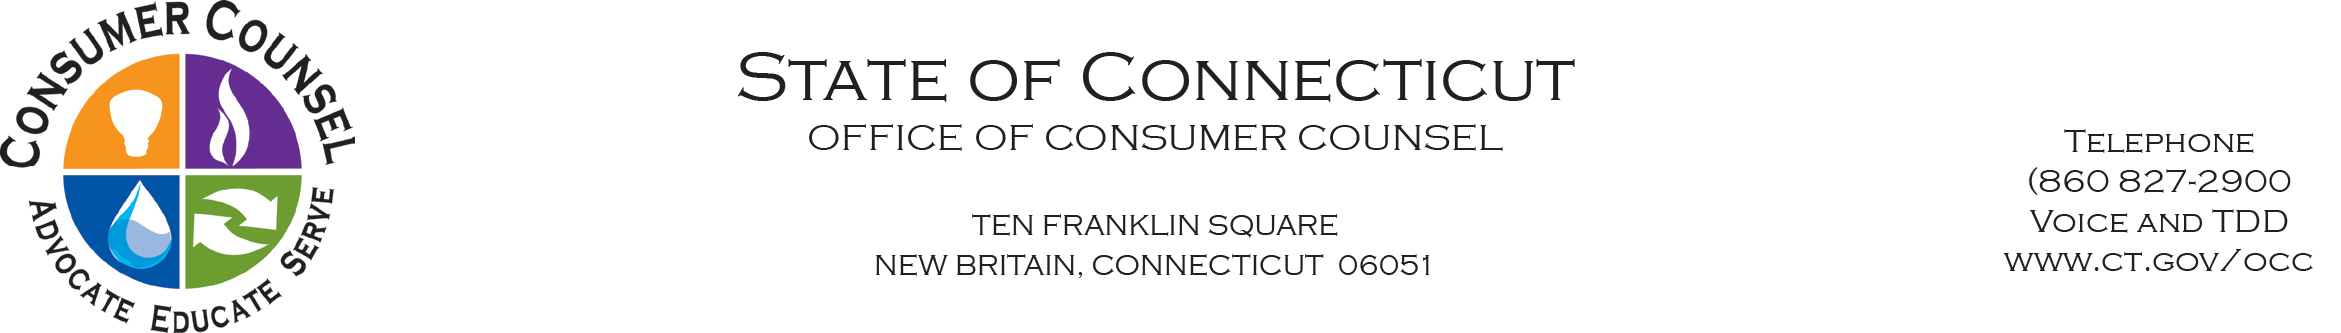 CONSUMER COUNSEL
ADVOCATE EDUCATE SERVE
STATE OF CONNECTICUT
OFFICE OF CONSUMER COUNSEL
TEN FRANKLIN SQUARE
NEW BRITAIN, CONNECTICUT 06051
TELEPHONE
(860 827-2900
VOICE AND TDD
WWW.CT.GOV/OCC